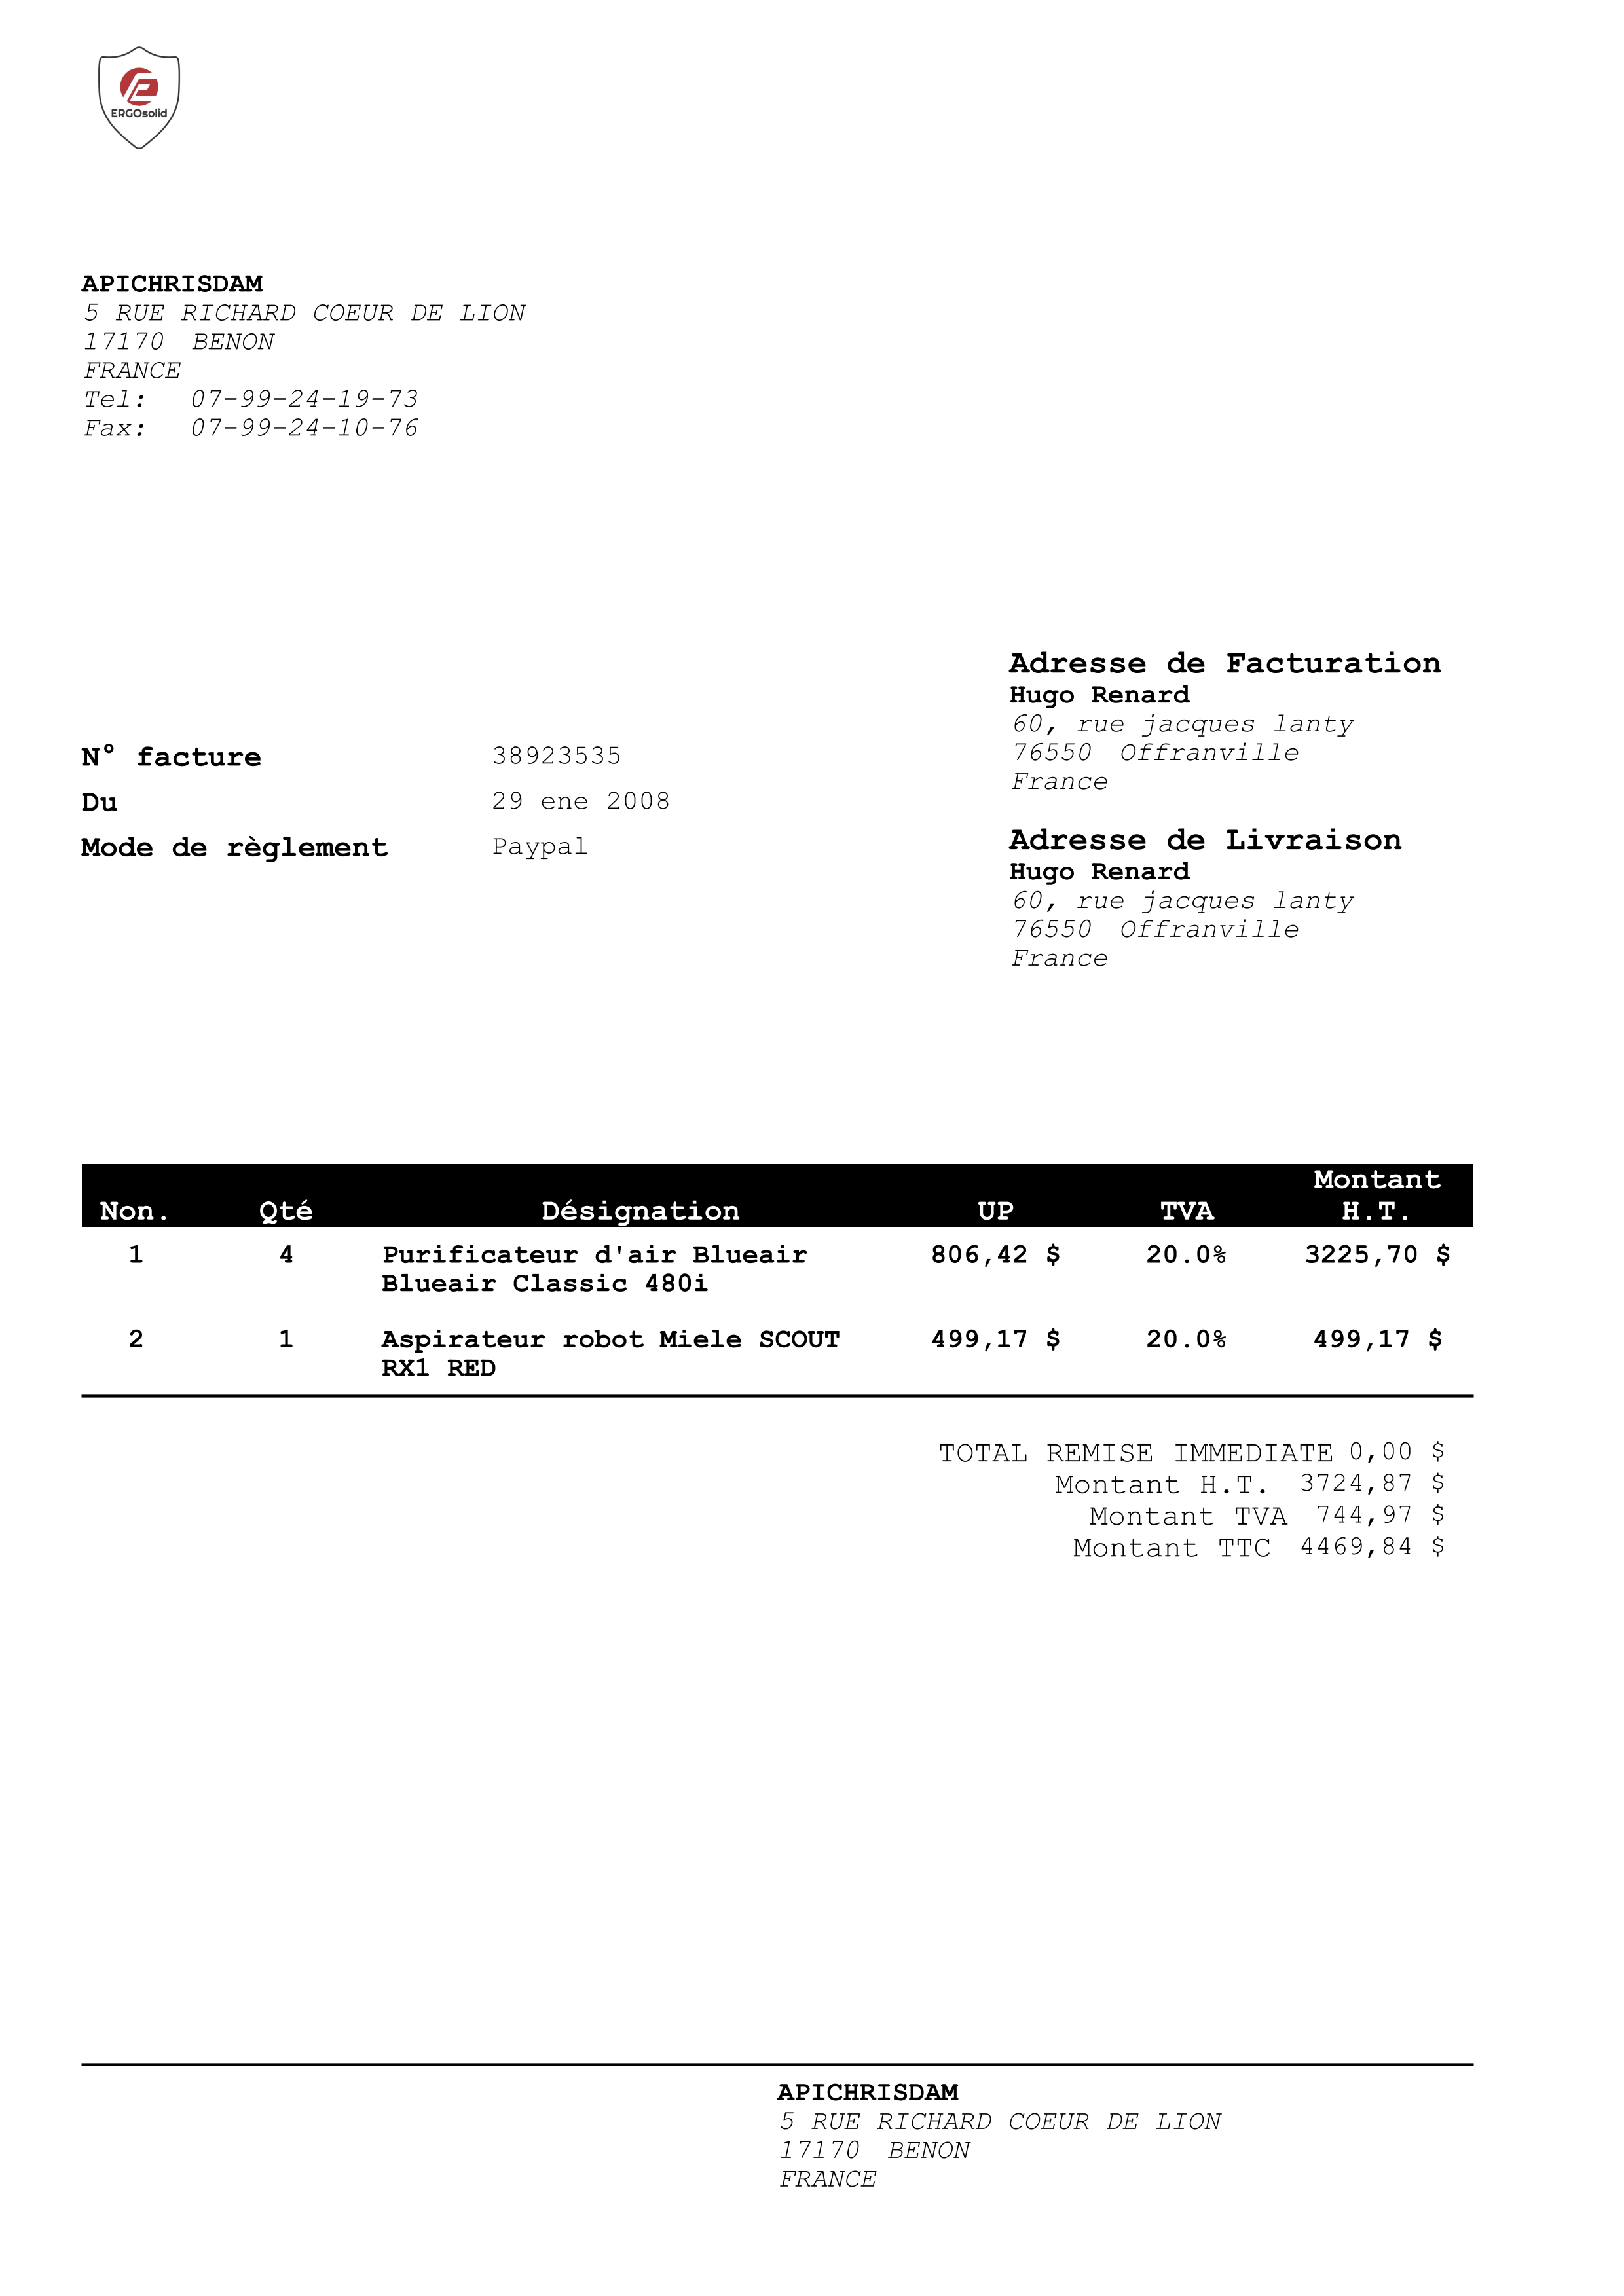 ERGOsolid
APICHRISDAM
5 RUE RICHARD COEUR DE LION
17170 BENON
FRANCE
Tel: 07-99-24-19-73
Fax: 07-99-24-10-76
Adresse de Facturation
Hugo Renard
60, rue jacques lanty
76550 Offranville
France
N° facture 38923535
Du 29 ene 2008
Mode de règlement Paypal
Adresse de Livraison
Hugo Renard
60, rue jacques lanty
76550 Offranville
France
Non. Qté Désignation UP TVA Montant
H.T.
1 4 Purificateur d'air Blueair 806,42 $ 20.0% 3225,70 $
Blueair Classic 480i
2 1 Aspirateur robot Miele SCOUT 499,17 $ 20.0% 499,17 $
RX1 RED
TOTAL REMISE IMMEDIATE 0,00 $
Montant H.T. 3724,87 $
Montant TVA 744,97 $
Montant TTC 4469,84 $
APICHRISDAM
5 RUE RICHARD COEUR DE LION
17170 BENON
FRANCE